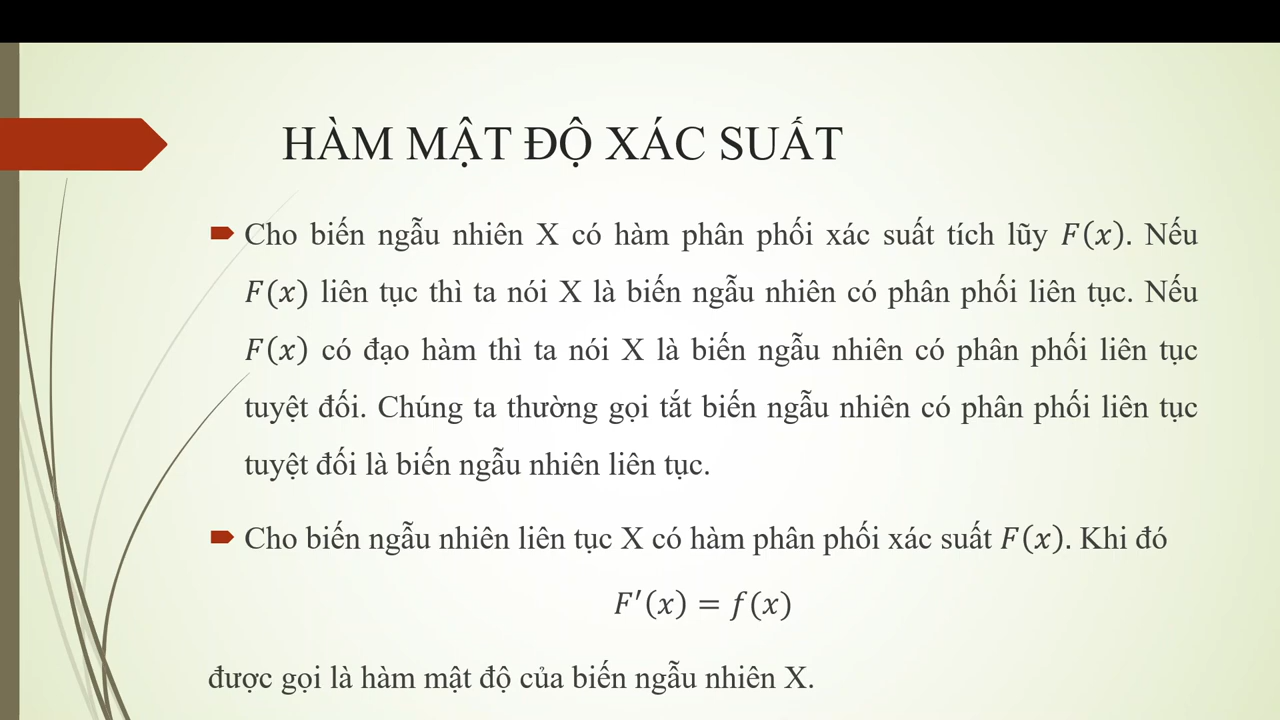 HÀM MẬT ĐỘ XÁC SUẤT
Cho biến ngẫu nhiên X có hàm phân phối xác suất tích lũy F(x). Nếu
F(x) liên tục thì ta nói X là biến ngẫu nhiên có phân phối liên tục. Nếu
F(x) có đạo hàm thì ta nói X là biến ngẫu nhiên có phân phối liên tục
tuyệt đối. Chúng ta thường gọi tắt biến ngẫu nhiên có phân phối liên tục
tuyệt đối là biến ngẫu nhiên liên tục.
Cho biến ngẫu nhiên liên tục X có hàm phân phối xác suất F(x). Khi đó
F′(x) = f(x)
được gọi là hàm mật độ của biến ngẫu nhiên X.